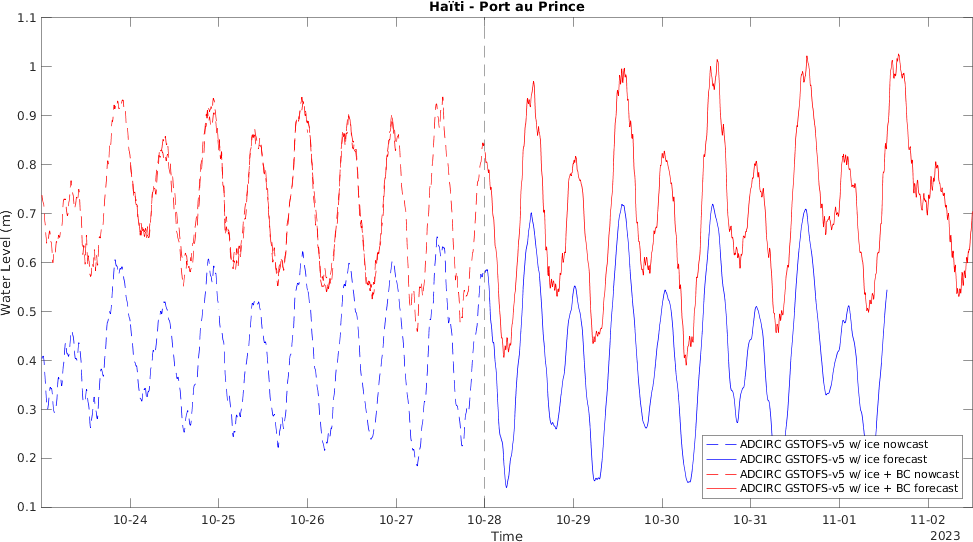 Haïti - Port au Prince
1.1
1
0.9
0.8
0.7
0.6
0.5
0.4
0.3
0.2
0.1
Water Level (m)
ADCIRC GSTOFS-v5 w/ ice nowcast
ADCIRC GSTOFS-v5 w/ ice forecast
ADCIRC GSTOFS-v5 w/ ice + BC nowcast
ADCIRC GSTOFS-v5 w/ ice + BC forecast
10-24 10-25 10-26 10-27 10-28 10-29 10-30 10-31 11-01 11-02
Time
2023